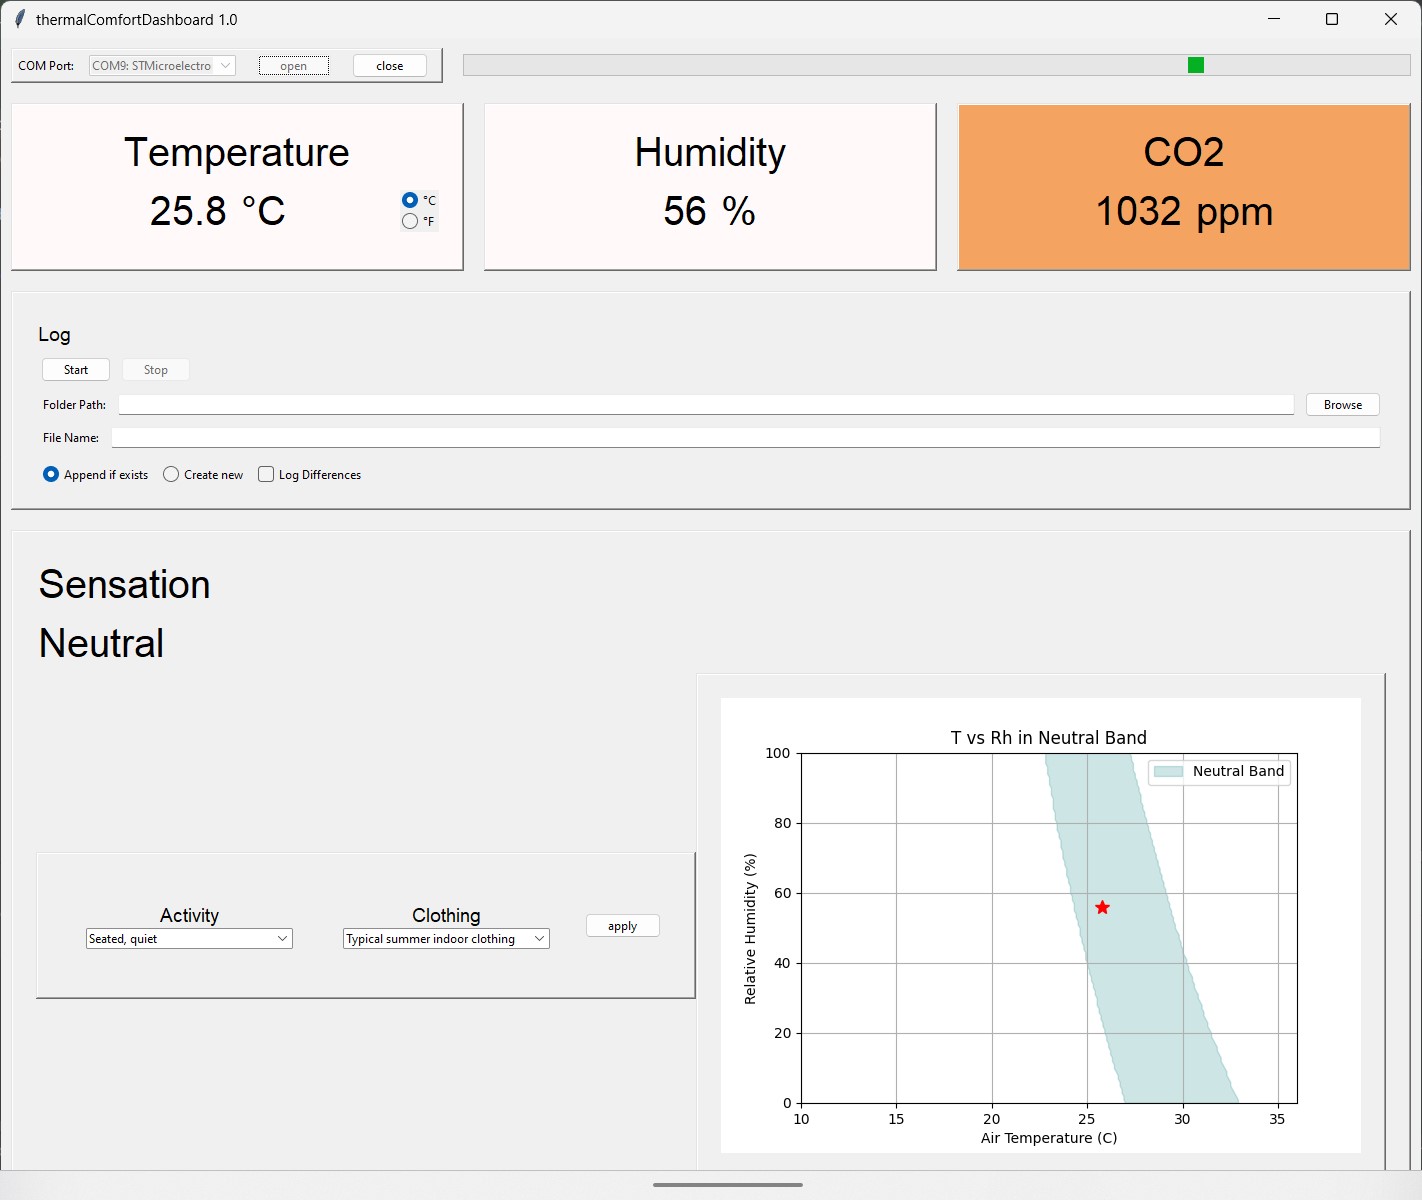 thermalComfortDashboard 1.0
COM Port: COM9: STMicroelectro open close
Temperature
25.8 °C
°C
°F
Humidity
56 %
CO2
1032 ppm
Log
Start Stop
Folder Path: Browse
File Name:
Append if exists Create new Log Differences
Sensation
Neutral
Activity
Seated, quiet
Clothing
Typical summer indoor clothing
apply
T vs Rh in Neutral Band
Neutral Band
100
80
60
40
20
0
Relative Humidity (%)
10 15 20 25 30 35
Air Temperature (C)